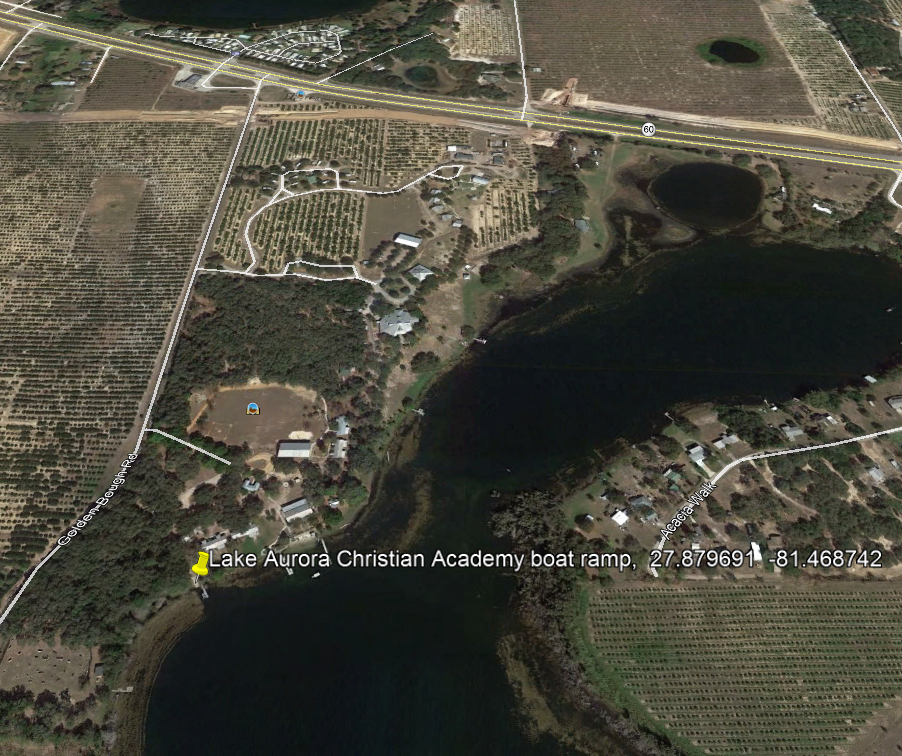 60
Golden Bough Rd
Acacia Walk
Lake Aurora Christian Academy boat ramp, 27.879691 -81.468742